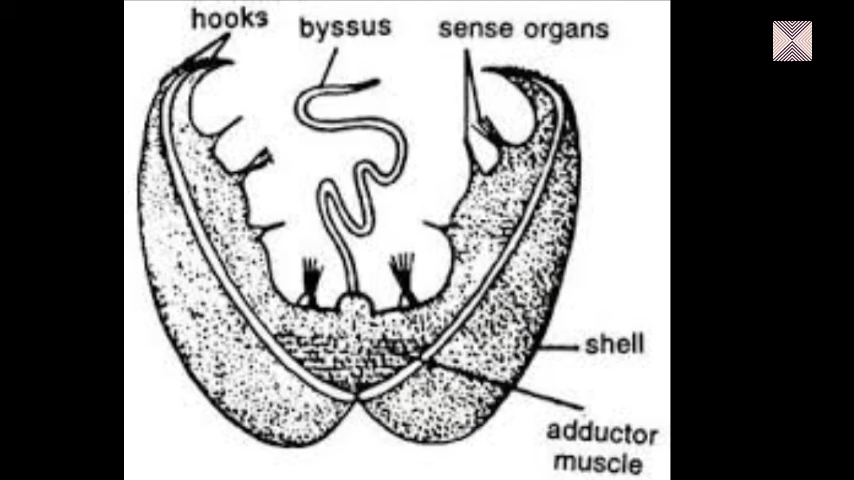 hooks
byssus
sense organs
shell
adductor
muscle